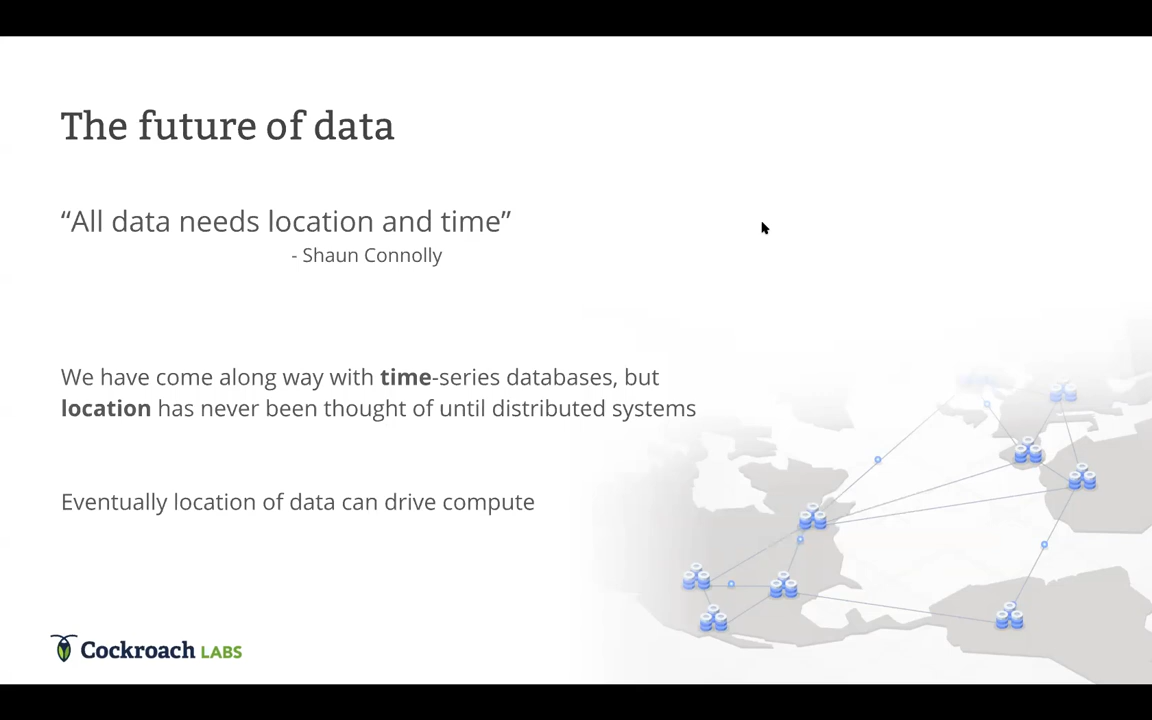 The future of data
“All data needs location and time”
- Shaun Connolly
We have come along way with time-series databases, but
location has never been thought of until distributed systems
Eventually location of data can drive compute
Cockroach LABS